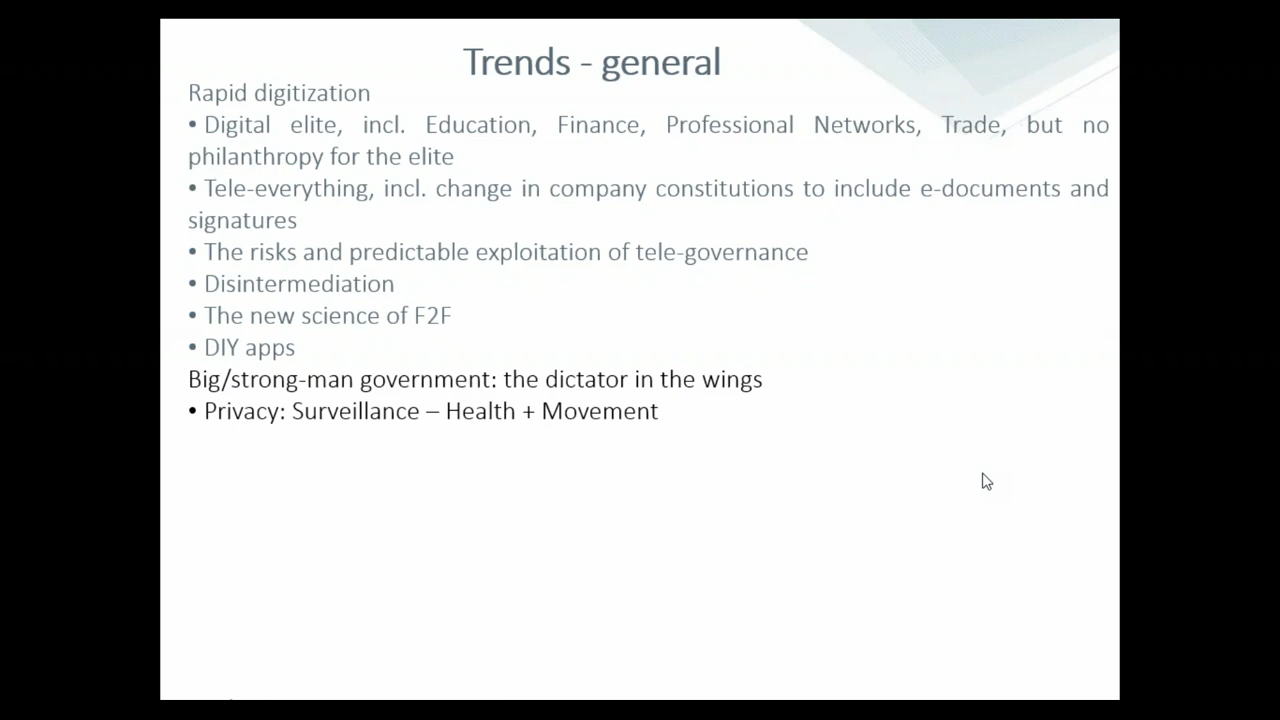 Trends - general
Rapid digitization
• Digital elite, incl. Education, Finance, Professional Networks, Trade, but no
philanthropy for the elite
• Tele-everything, incl. change in company constitutions to include e-documents and
signatures
• The risks and predictable exploitation of tele-governance
• Disintermediation
• The new science of F2F
• DIY apps
Big/strong-man government: the dictator in the wings
• Privacy: Surveillance – Health + Movement